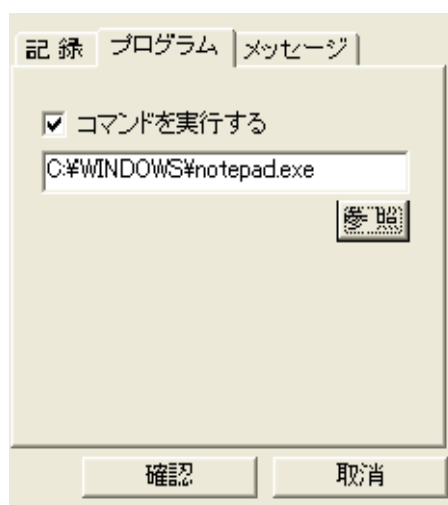 記録 プログラム メッセージ
コマンドを実行する
C:¥WINDOWS¥notepad.exe
参照
確認 取消